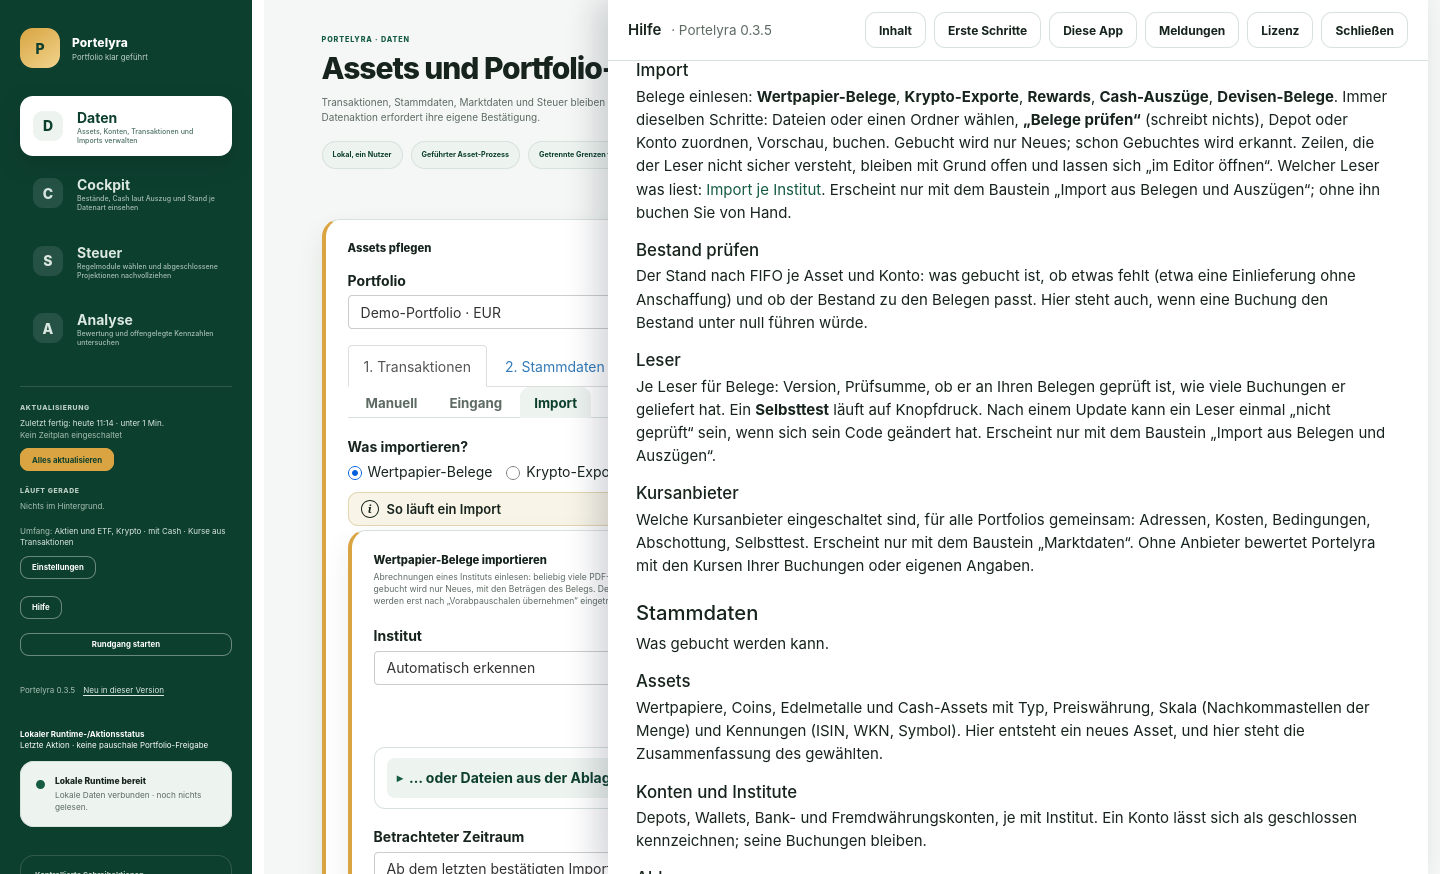 P
Portelyra
Portfolio klar geführt
D
Daten
Assets, Konten, Transaktionen und
Imports verwalten
C
Cockpit
Bestände, Cash laut Auszug und Stand je
Datenart einsehen
S
Steuer
Regelmodule wählen und abgeschlossene
Projektionen nachvollziehen
A
Analyse
Bewertung und offengelegte Kennzahlen
untersuchen
AKTUALISIERUNG
Zuletzt fertig: heute 11:14 · unter 1 Min.
Kein Zeitplan eingeschaltet
Alles aktualisieren
LÄUFT GERADE
Nichts im Hintergrund.
Umfang: Aktien und ETF, Krypto · mit Cash · Kurse aus
Transaktionen
Einstellungen
Hilfe
Rundgang starten
Portelyra 0.3.5 Neu in dieser Version
Lokaler Runtime-/Aktionsstatus
Letzte Aktion · keine pauschale Portfolio-Freigabe
Lokale Runtime bereit
Lokale Daten verbunden · noch nichts
gelesen.
PORTELYRA · DATEN
Assets und Portfolio-
Transaktionen, Stammdaten, Marktdaten und Steuer bleiben
Datenaktion erfordert ihre eigene Bestätigung.
Lokal, ein Nutzer
Geführter Asset-Prozess
Getrennte Grenzen
Assets pflegen
Portfolio
Demo-Portfolio · EUR
1. Transaktionen
2. Stammdaten
Manuell
Eingang
Import
Was importieren?
Wertpapier-Belege
Krypto-Expo
i
So läuft ein Import
Wertpapier-Belege importieren
Abrechnungen eines Instituts einlesen: beliebig viele PDF-
gebucht wird nur Neues, mit den Beträgen des Belegs. De
werden erst nach „Vorabpauschalen übernehmen“ eingetr
Institut
Automatisch erkennen
▸ … oder Dateien aus der Ablag
Betrachteter Zeitraum
Ab dem letzten bestätigten Import
Hilfe · Portelyra 0.3.5
Inhalt
Erste Schritte
Diese App
Meldungen
Lizenz
Schließen
Import
Belege einlesen: Wertpapier-Belege, Krypto-Exporte, Rewards, Cash-Auszüge, Devisen-Belege. Immer
dieselben Schritte: Dateien oder einen Ordner wählen, „Belege prüfen“ (schreibt nichts), Depot oder
Konto zuordnen, Vorschau, buchen. Gebucht wird nur Neues; schon Gebuchtes wird erkannt. Zeilen, die
der Leser nicht sicher versteht, bleiben mit Grund offen und lassen sich „im Editor öffnen“. Welcher Leser
was liest: Import je Institut. Erscheint nur mit dem Baustein „Import aus Belegen und Auszügen“; ohne ihn
buchen Sie von Hand.
Bestand prüfen
Der Stand nach FIFO je Asset und Konto: was gebucht ist, ob etwas fehlt (etwa eine Einlieferung ohne
Anschaffung) und ob der Bestand zu den Belegen passt. Hier steht auch, wenn eine Buchung den
Bestand unter null führen würde.
Leser
Je Leser für Belege: Version, Prüfsumme, ob er an Ihren Belegen geprüft ist, wie viele Buchungen er
geliefert hat. Ein Selbsttest läuft auf Knopfdruck. Nach einem Update kann ein Leser einmal „nicht
geprüft“ sein, wenn sich sein Code geändert hat. Erscheint nur mit dem Baustein „Import aus Belegen und
Auszügen“.
Kursanbieter
Welche Kursanbieter eingeschaltet sind, für alle Portfolios gemeinsam: Adressen, Kosten, Bedingungen,
Abschottung, Selbsttest. Erscheint nur mit dem Baustein „Marktdaten“. Ohne Anbieter bewertet Portelyra
mit den Kursen Ihrer Buchungen oder eigenen Angaben.
Stammdaten
Was gebucht werden kann.
Assets
Wertpapiere, Coins, Edelmetalle und Cash-Assets mit Typ, Preiswährung, Skala (Nachkommastellen der
Menge) und Kennungen (ISIN, WKN, Symbol). Hier entsteht ein neues Asset, und hier steht die
Zusammenfassung des gewählten.
Konten und Institute
Depots, Wallets, Bank- und Fremdwährungskonten, je mit Institut. Ein Konto lässt sich als geschlossen
kennzeichnen; seine Buchungen bleiben.